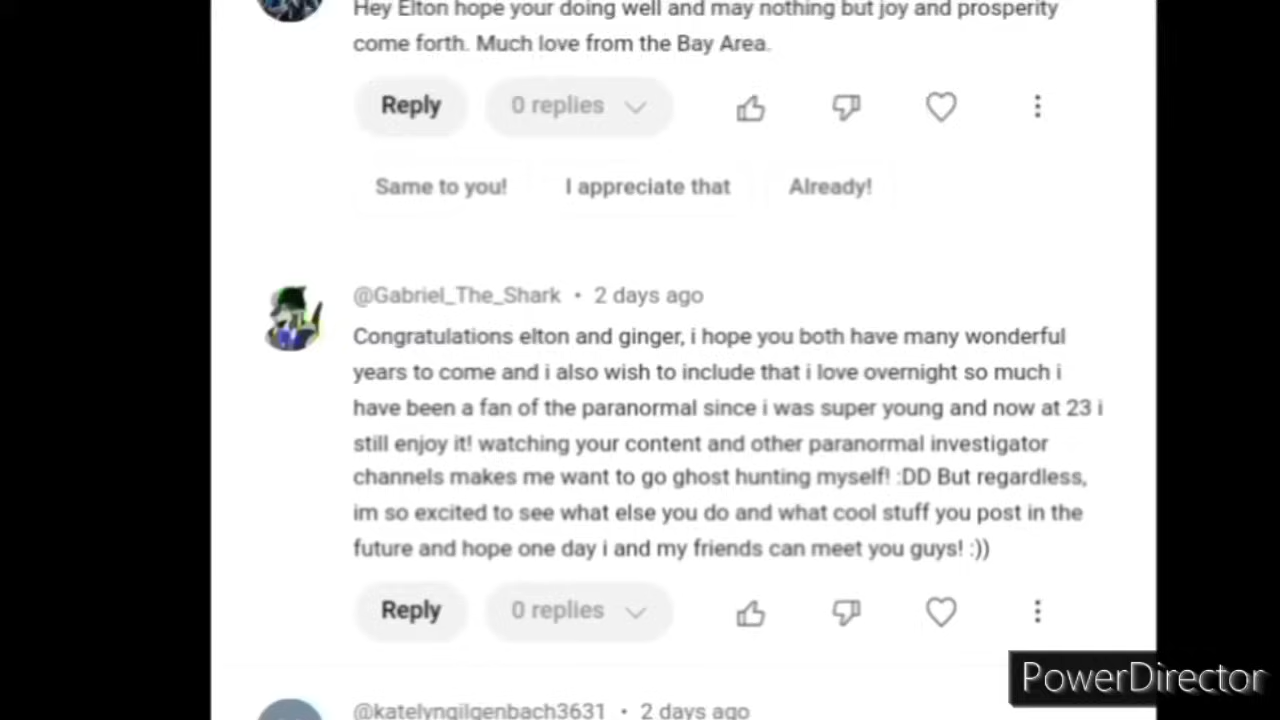 Hey Elton hope your doing well and may nothing but joy and prosperity
come forth. Much love from the Bay Area.
Reply
0 replies
Same to you!
I appreciate that
Already!
@Gabriel_The_Shark • 2 days ago
Congratulations elton and ginger, i hope you both have many wonderful
years to come and i also wish to include that i love overnight so much i
have been a fan of the paranormal since i was super young and now at 23 i
still enjoy it! watching your content and other paranormal investigator
channels makes me want to go ghost hunting myself! :DD But regardless,
im so excited to see what else you do and what cool stuff you post in the
future and hope one day i and my friends can meet you guys! :))
Reply
0 replies
PowerDirector
@katelyngilgenbach3631 • 2 days ago